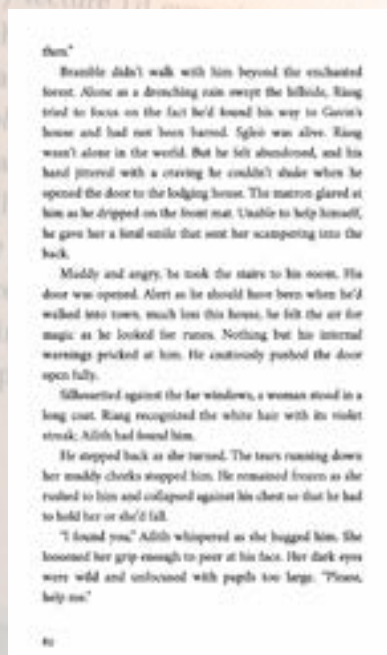 then."
Bramble didn't walk with him beyond the enchanted
forest. Alone as a drenching rain swept the hillside, Riang
tried to focus on the fact he'd found his way to Gavin's
house and had not been barred. was alive. Riang
wasn't alone in the world. But he felt abandoned, and his
hand jittered with a craving he couldn't shake when he
opened the door to the lodging house. The matron glared at
him as he dripped on the front mat. Unable to help himself,
he gave her a feral smile that sent her scampering into the
back.
Muddy and angry, he took the stairs to his room. His
door was opened. Alert as he should have been when he'd
walked into town, much less this house, he felt the air for
magic as he looked for runes. Nothing but his internal
warnings pricked at him. He cautiously pushed the door
open fully.
Silhouetted against the far windows, a woman stood in a
long coat. Riang recognized the white hair with its violet
streak; Ailith had found him.
He stepped back as she turned. The tears running down
her muddy cheeks stopped him. He remained frozen as she
rushed to him and collapsed against his chest so that he had
to hold her or she'd fall.
"I found you," Ailith whispered as she hugged him. She
loosened her grip enough to peer at his face. Her dark eyes
were wild and unfocused with pupils too large. "Please,
help me."